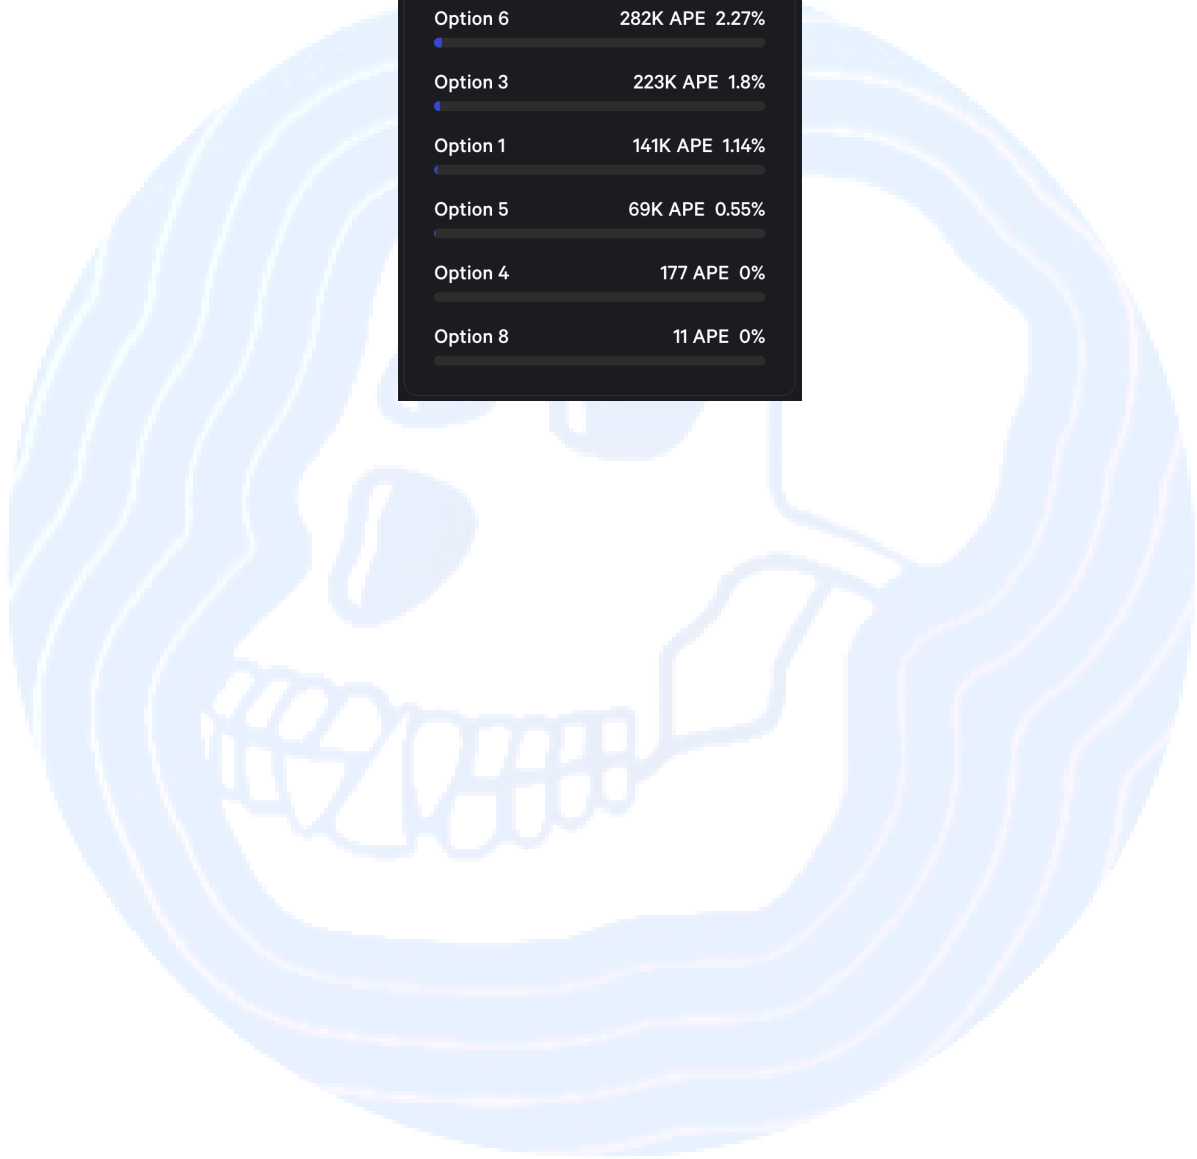 Option 6 282K APE 2.27%
Option 3 223K APE 1.8%
Option 1 141K APE 1.14%
Option 5 69K APE 0.55%
Option 4 177 APE 0%
Option 8 11 APE 0%